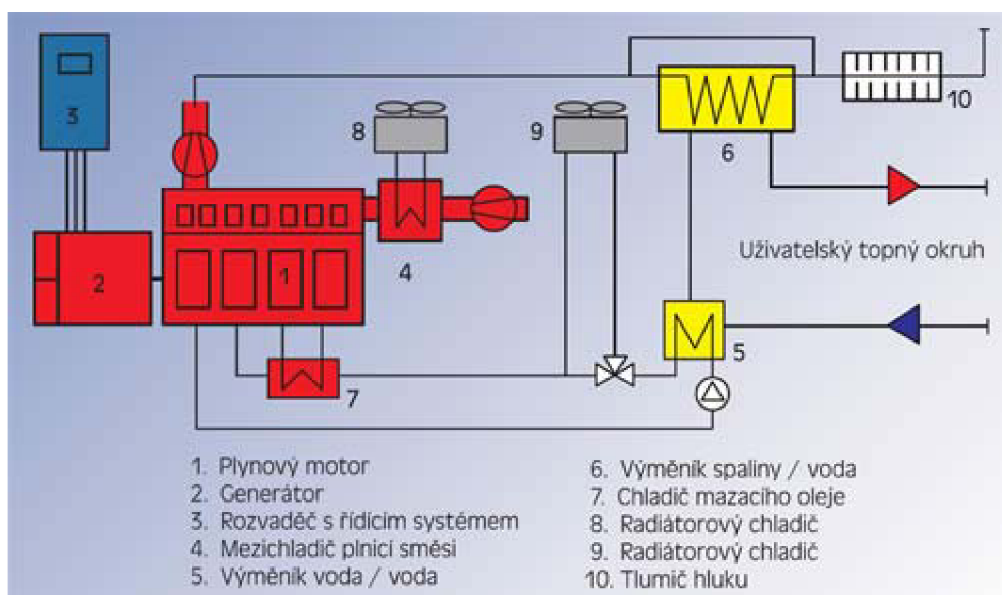 3
8
9
6
10
Uživatelský topný okruh
2
1
4
5
7
1. Plynový motor
2. Generátor
3. Rozvaděč s řídícím systémem
4. Mezichladič plnicí směsi
5. Výměník voda / voda
6. Výměník spaliny / voda
7. Chladič mazacího oleje
8. Radiátorový chladič
9. Radiátorový chladič
10. Tlumič hluku